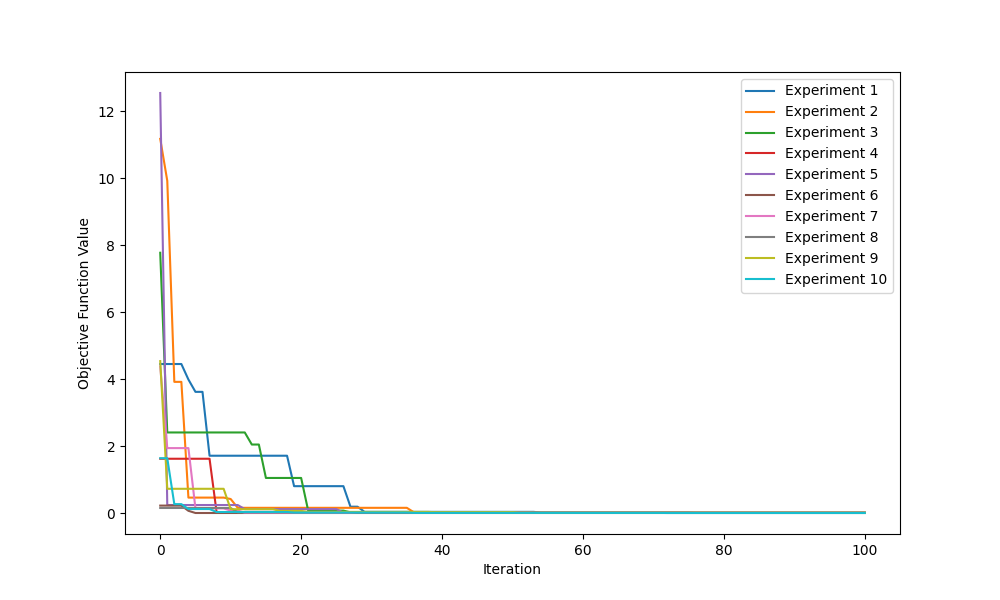 Experiment 1
Experiment 2
Experiment 3
Experiment 4
Experiment 5
Experiment 6
Experiment 7
Experiment 8
Experiment 9
Experiment 10
12
10
8
6
4
2
0
Objective Function Value
0 20 40 60 80 100
Iteration